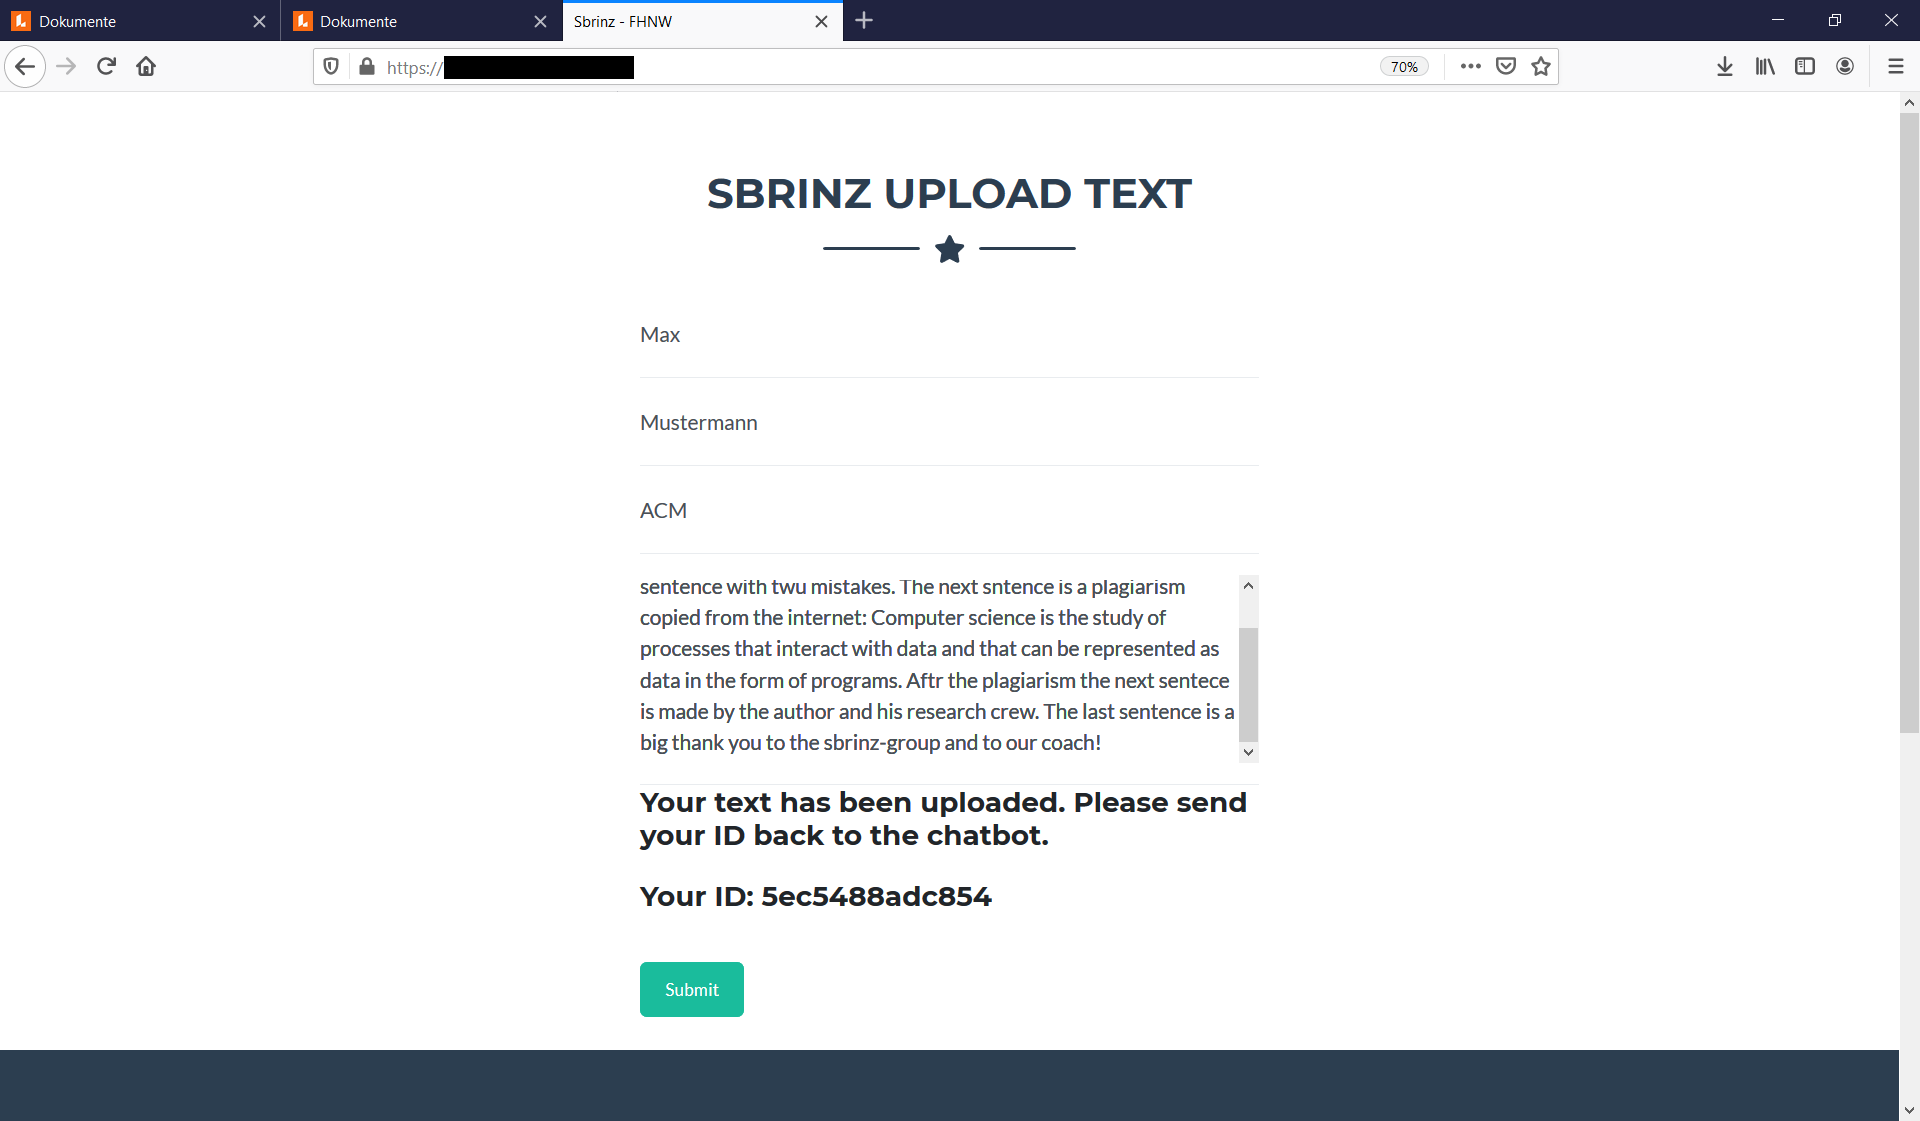 Dokumente
Dokumente
Sbrinz - FHNW
https://
70%
SBRINZ UPLOAD TEXT
Max
Mustermann
ACM
sentence with twu mistakes. The next sntence is a plagiarism
copied from the internet: Computer science is the study of
processes that interact with data and that can be represented as
data in the form of programs. Aftr the plagiarism the next sentece
is made by the author and his research crew. The last sentence is a
big thank you to the sbrinz-group and to our coach!
Your text has been uploaded. Please send
your ID back to the chatbot.
Your ID: 5ec5488adc854
Submit